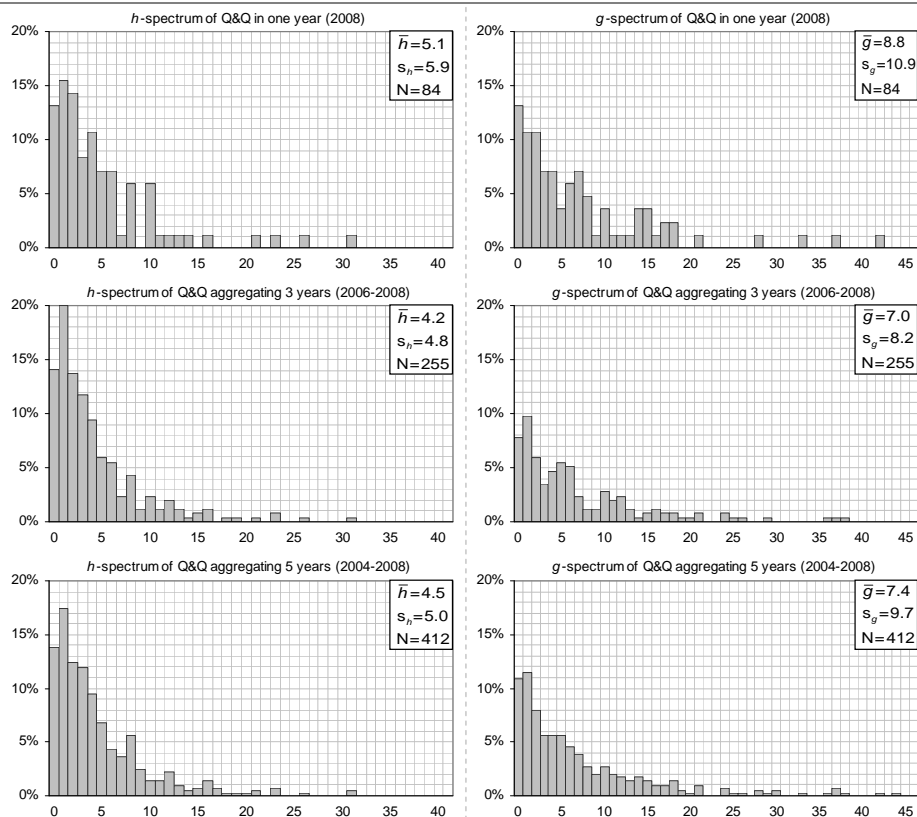 h-spectrum of Q&Q in one year (2008)
20%
15%
10%
5%
0%
h̅=5.1
sₕ=5.9
N=84
0 5 10 15 20 25 30 35 40
g-spectrum of Q&Q in one year (2008)
20%
15%
10%
5%
0%
g̅=8.8
s_g=10.9
N=84
0 5 10 15 20 25 30 35 40 45
h-spectrum of Q&Q aggregating 3 years (2006-2008)
20%
15%
10%
5%
0%
h̅=4.2
sₕ=4.8
N=255
0 5 10 15 20 25 30 35 40
g-spectrum of Q&Q aggregating 3 years (2006-2008)
20%
15%
10%
5%
0%
g̅=7.0
s_g=8.2
N=255
0 5 10 15 20 25 30 35 40 45
h-spectrum of Q&Q aggregating 5 years (2004-2008)
20%
15%
10%
5%
0%
h̅=4.5
sₕ=5.0
N=412
0 5 10 15 20 25 30 35 40
g-spectrum of Q&Q aggregating 5 years (2004-2008)
20%
15%
10%
5%
0%
g̅=7.4
s_g=9.7
N=412
0 5 10 15 20 25 30 35 40 45